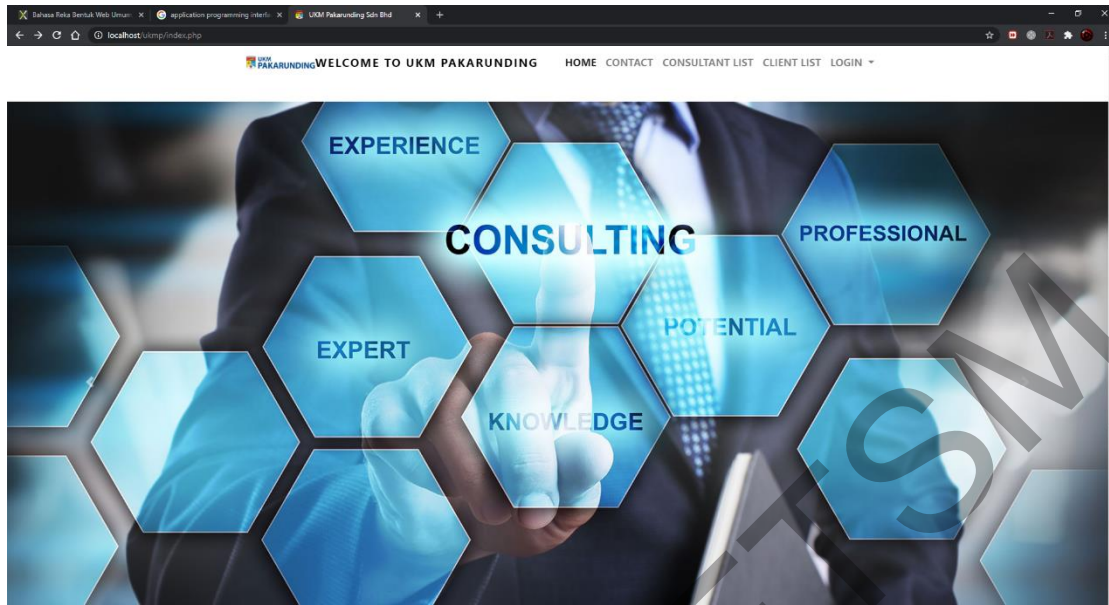 Bahasa Reka Bentuk Web Umum
application programming interfa
UKM Pakarunding Sdn Bhd
localhost/ukmp/index.php
UKM
PAKARUNDING
WELCOME TO UKM PAKARUNDING
HOME CONTACT CONSULTANT LIST CLIENT LIST LOGIN
EXPERIENCE
CONSULTING
PROFESSIONAL
POTENTIAL
EXPERT
KNOWLEDGE
FTSM